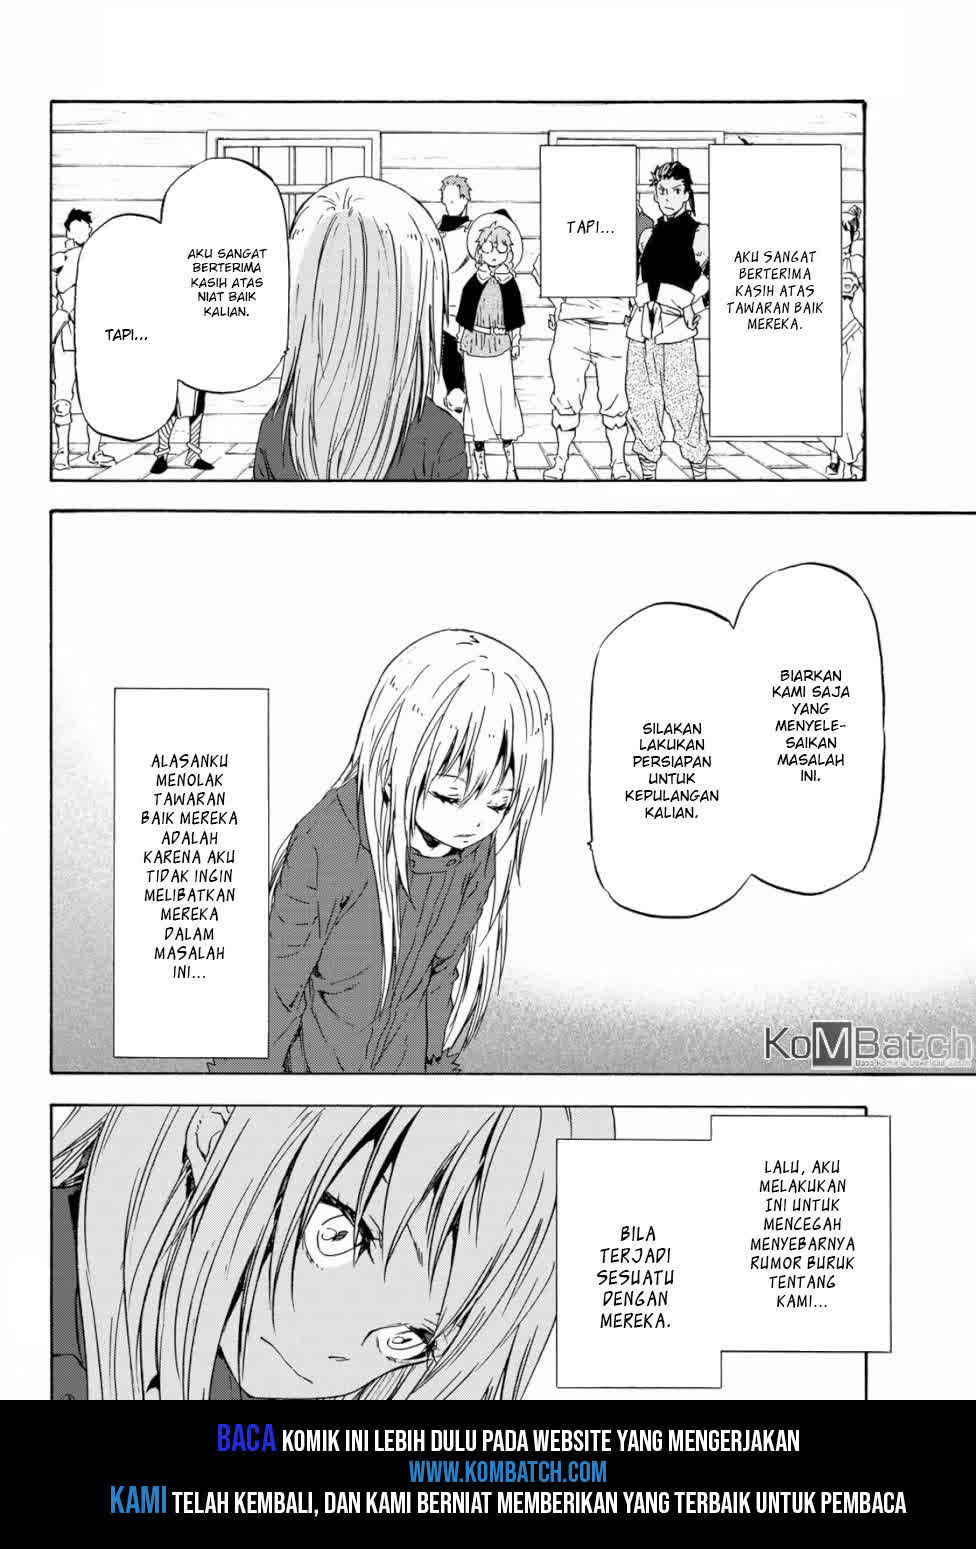 AKU SANGAT
BERTERIMA
KASIH ATAS
TAWARAN BAIK
MEREKA.
TAPI...
AKU SANGAT
BERTERIMA
KASIH ATAS
NIAT BAIK
KALIAN.
TAPI...
BIARKAN
KAMI SAJA
YANG
MENYELE-
SAIKAN
MASALAH
INI.
SILAKAN
LAKUKAN
PERSIAPAN
UNTUK
KEPULANGAN
KALIAN.
ALASANKU
MENOLAK
TAWARAN
BAIK MEREKA
ADALAH
KARENA AKU
TIDAK INGIN
MELIBATKAN
MEREKA
DALAM
MASALAH
INI...
KoMBatch
LALU, AKU
MELAKUKAN
INI UNTUK
MENCEGAH
MENYEBARNYA
RUMOR BURUK
TENTANG
KAMI...
BILA
TERJADI
SESUATU
DENGAN
MEREKA.
BACA KOMIK INI LEBIH DULU PADA WEBSITE YANG MENGERJAKAN
WWW.KOMBATCH.COM
KAMI TELAH KEMBALI, DAN KAMI BERNIAT MEMBERIKAN YANG TERBAIK UNTUK PEMBACA